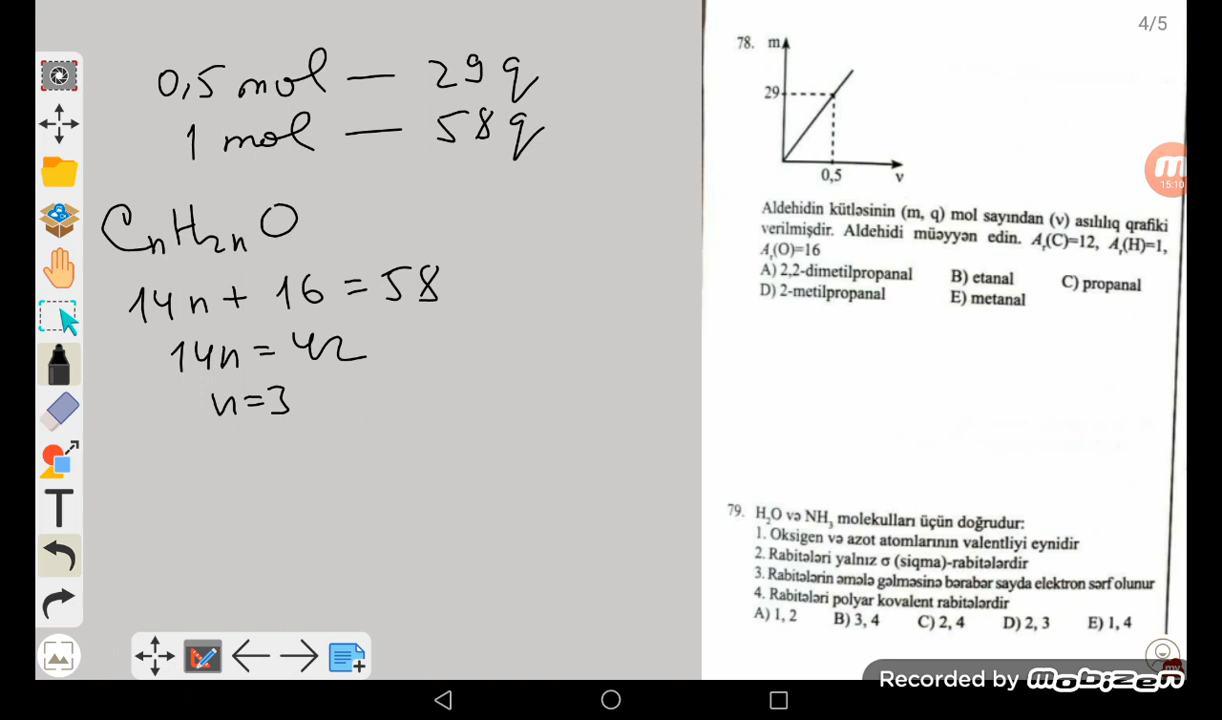 4/5
0,5 mol — 29 q
1 mol — 58 q
CnH2nO
14n + 16 = 58
14n = 42
n=3
78. m
29
0,5 ν
Aldehidin kütləsinin (m, q) mol sayından (ν) asılılıq qrafiki
verilmişdir. Aldehidi müəyyən edin. Ar(C)=12, Ar(H)=1,
Ar(O)=16
A) 2,2-dimetilpropanal B) etanal C) propanal
D) 2-metilpropanal E) metanal
79. H2O və NH3 molekulları üçün doğrudur:
1. Oksigen və azot atomlarının valentliyi eynidir
2. Rabitələri yalnız σ (siqma)-rabitələrdir
3. Rabitələrin əmələ gəlməsinə bərabər sayda elektron sərf olunur
4. Rabitələri polyar kovalent rabitələrdir
A) 1, 2 B) 3, 4 C) 2, 4 D) 2, 3 E) 1, 4
15:10
T
Recorded by mobizen